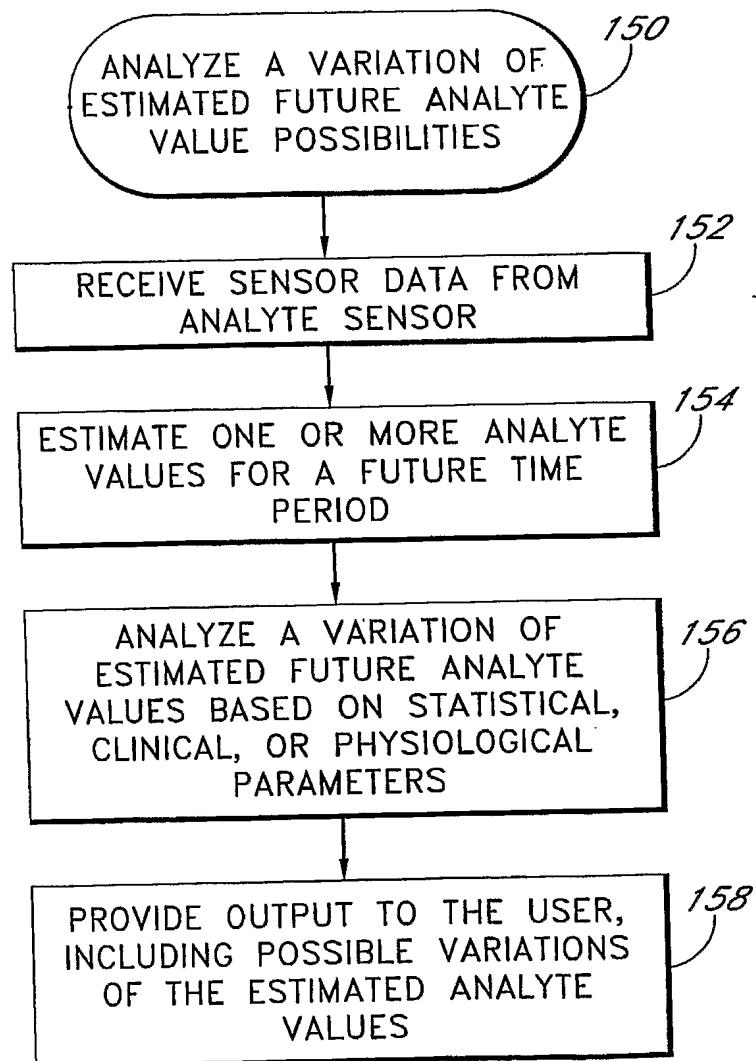 150
ANALYZE A VARIATION OF
ESTIMATED FUTURE ANALYTE
VALUE POSSIBILITIES
152
RECEIVE SENSOR DATA FROM
ANALYTE SENSOR
154
ESTIMATE ONE OR MORE ANALYTE
VALUES FOR A FUTURE TIME
PERIOD
156
ANALYZE A VARIATION OF
ESTIMATED FUTURE ANALYTE
VALUES BASED ON STATISTICAL,
CLINICAL, OR PHYSIOLOGICAL
PARAMETERS
158
PROVIDE OUTPUT TO THE USER,
INCLUDING POSSIBLE VARIATIONS
OF THE ESTIMATED ANALYTE
VALUES